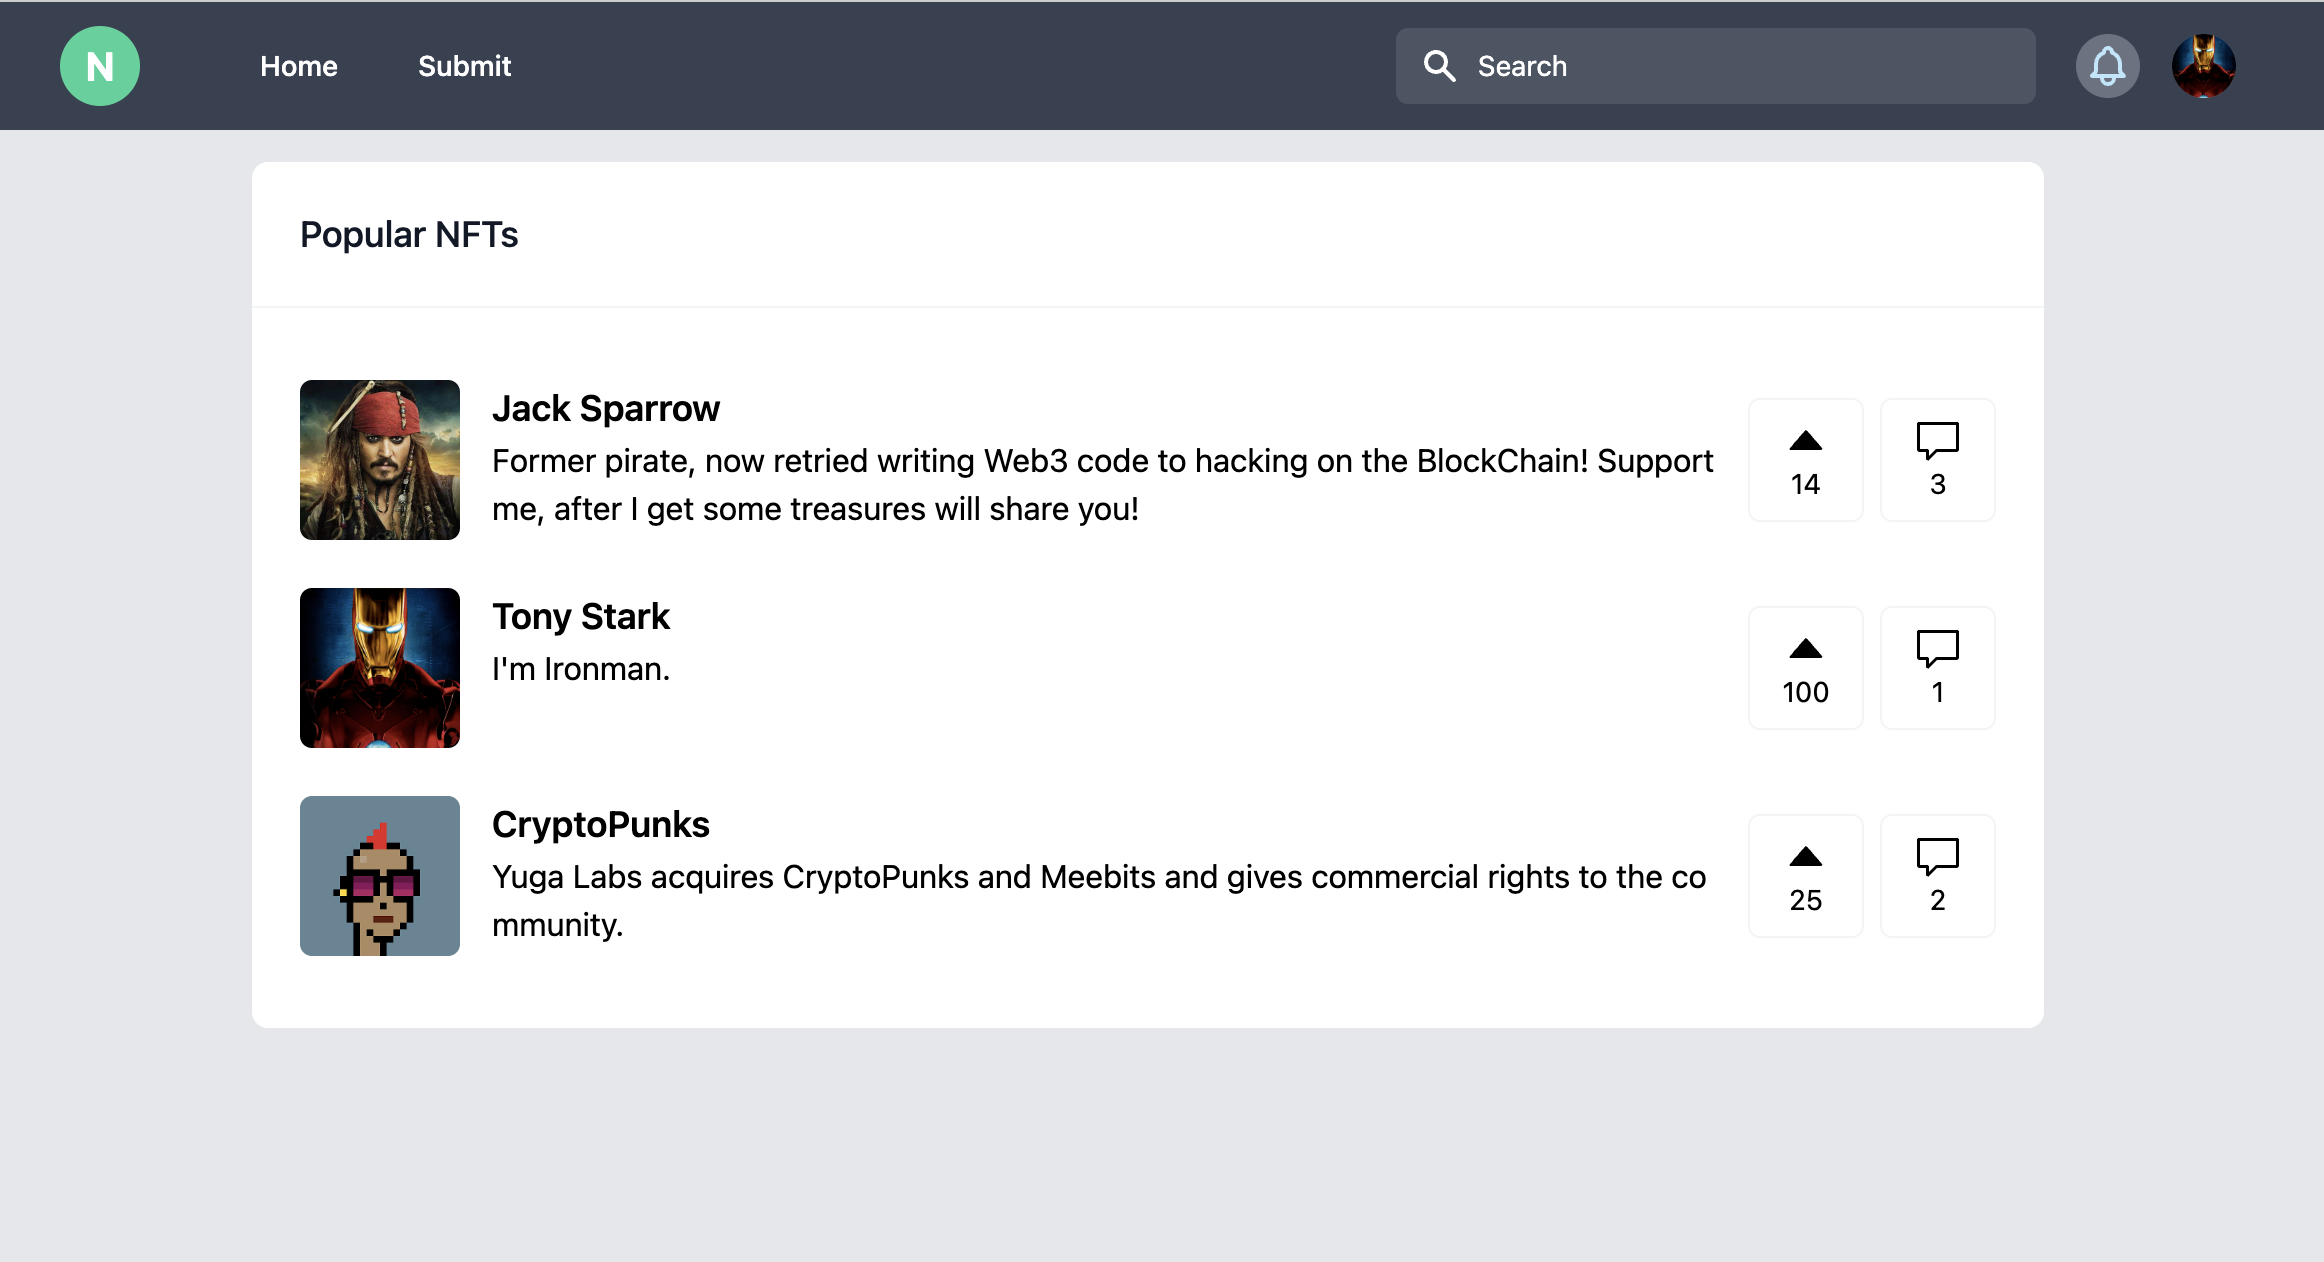 N
Home
Submit
Search
Popular NFTs
Jack Sparrow
Former pirate, now retried writing Web3 code to hacking on the BlockChain! Support
me, after I get some treasures will share you!
14
3
Tony Stark
I'm Ironman.
100
1
CryptoPunks
Yuga Labs acquires CryptoPunks and Meebits and gives commercial rights to the co
mmunity.
25
2